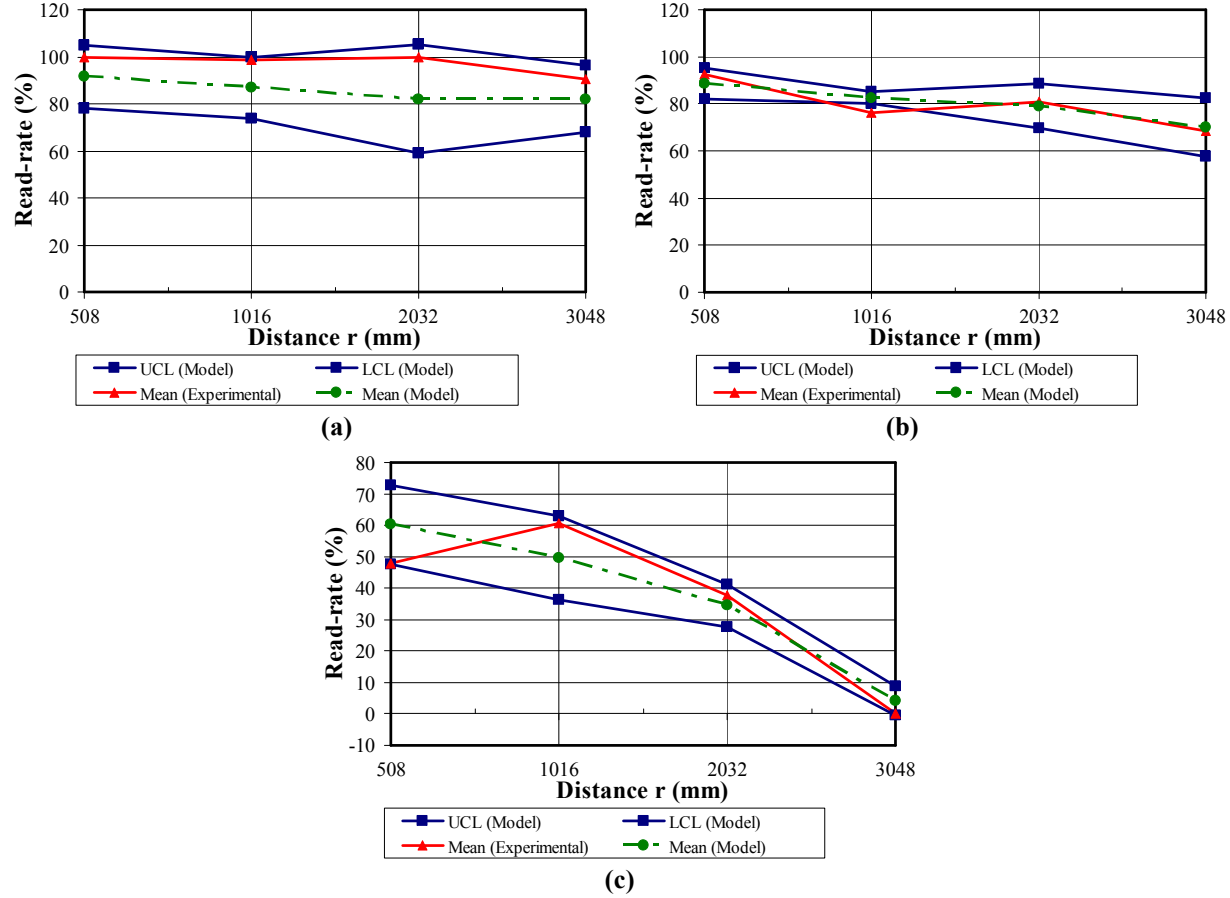 120
100
80
60
40
20
0
Read-rate (%)
508 1016 2032 3048
Distance r (mm)
UCL (Model) LCL (Model)
Mean (Experimental) Mean (Model)
(a)
120
100
80
60
40
20
0
Read-rate (%)
508 1016 2032 3048
Distance r (mm)
UCL (Model) LCL (Model)
Mean (Experimental) Mean (Model)
(b)
80
70
60
50
40
30
20
10
0
-10
Read-rate (%)
508 1016 2032 3048
Distance r (mm)
UCL (Model) LCL (Model)
Mean (Experimental) Mean (Model)
(c)